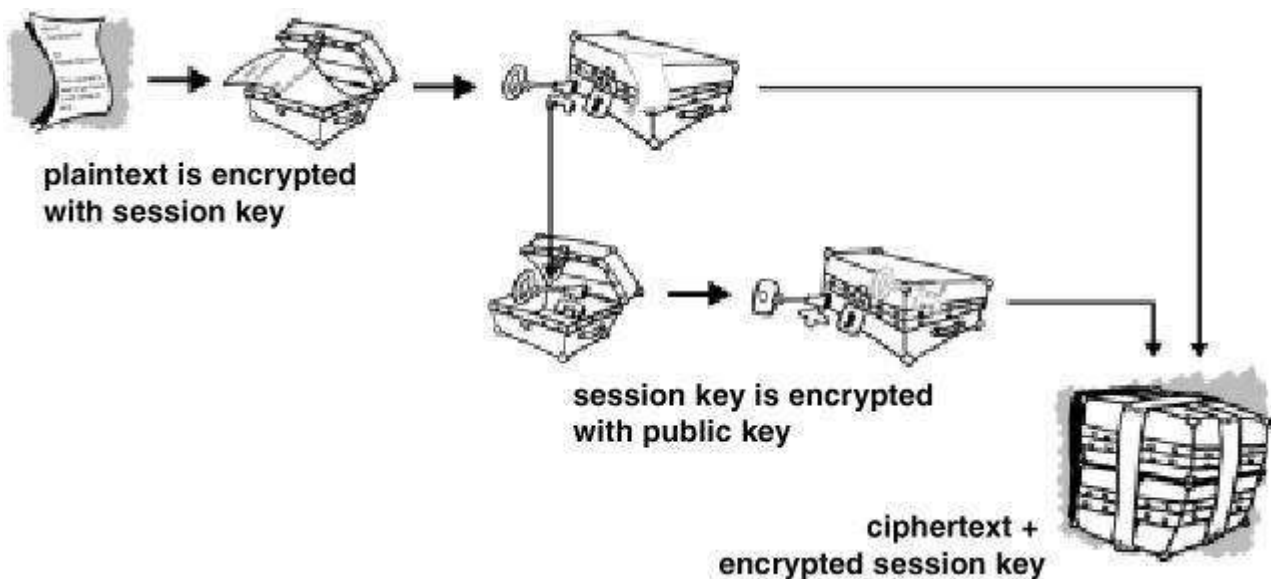 plaintext is encrypted
with session key
session key is encrypted
with public key
ciphertext +
encrypted session key